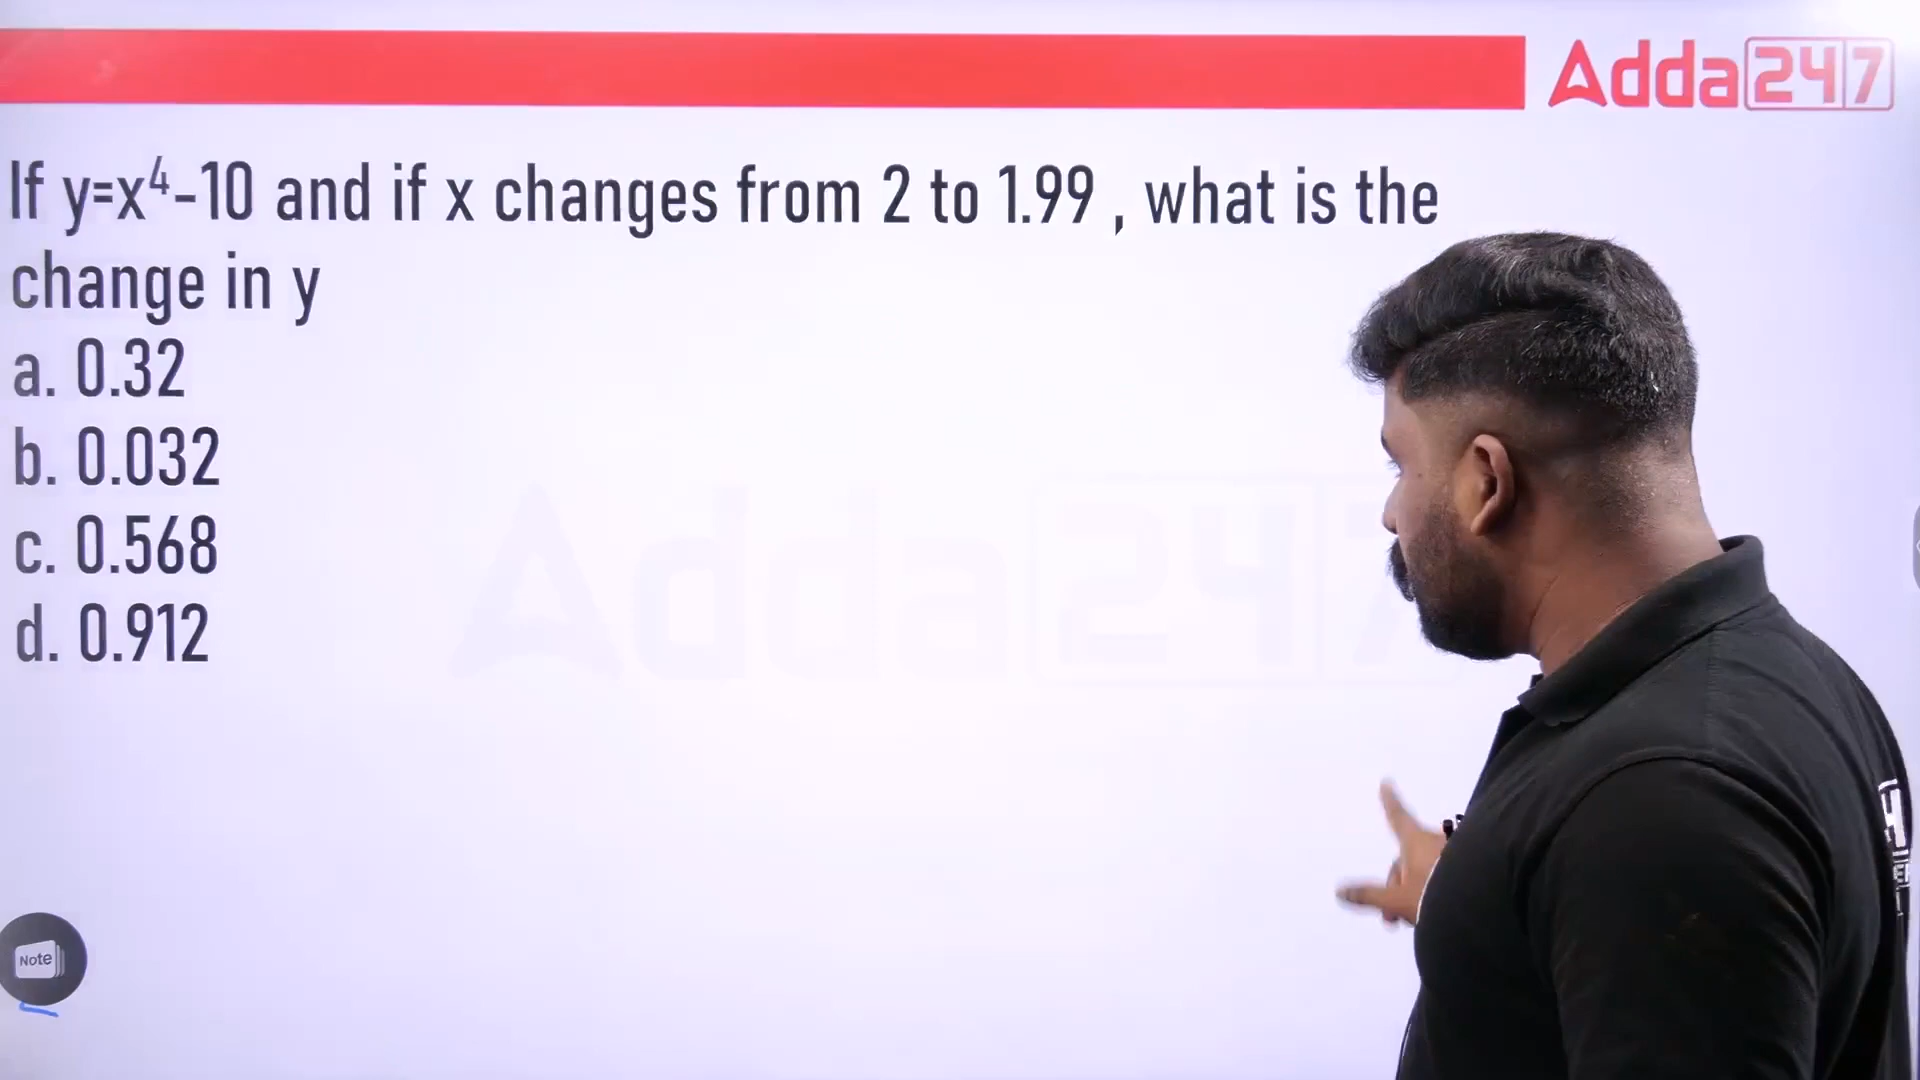 Adda247
If y=x⁴-10 and if x changes from 2 to 1.99 , what is the
change in y
a. 0.32
b. 0.032
c. 0.568
d. 0.912
Adda247
Note